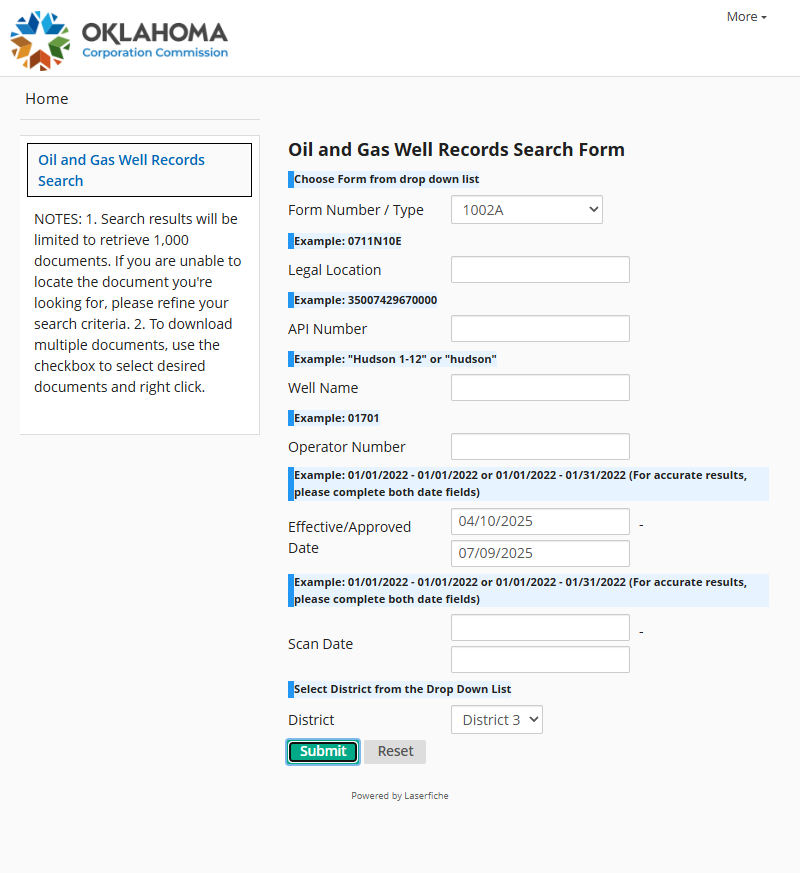 OKLAHOMA
Corporation Commission
More
Home
Oil and Gas Well Records
Search
NOTES: 1. Search results will be
limited to retrieve 1,000
documents. If you are unable to
locate the document you're
looking for, please refine your
search criteria. 2. To download
multiple documents, use the
checkbox to select desired
documents and right click.
Oil and Gas Well Records Search Form
Choose Form from drop down list
Form Number / Type 1002A
Example: 0711N10E
Legal Location
Example: 35007429670000
API Number
Example: "Hudson 1-12" or "hudson"
Well Name
Example: 01701
Operator Number
Example: 01/01/2022 - 01/01/2022 or 01/01/2022 - 01/31/2022 (For accurate results,
please complete both date fields)
Effective/Approved
Date
04/10/2025 -
07/09/2025
Example: 01/01/2022 - 01/01/2022 or 01/01/2022 - 01/31/2022 (For accurate results,
please complete both date fields)
Scan Date -
Select District from the Drop Down List
District District 3
Submit Reset
Powered by Laserfiche